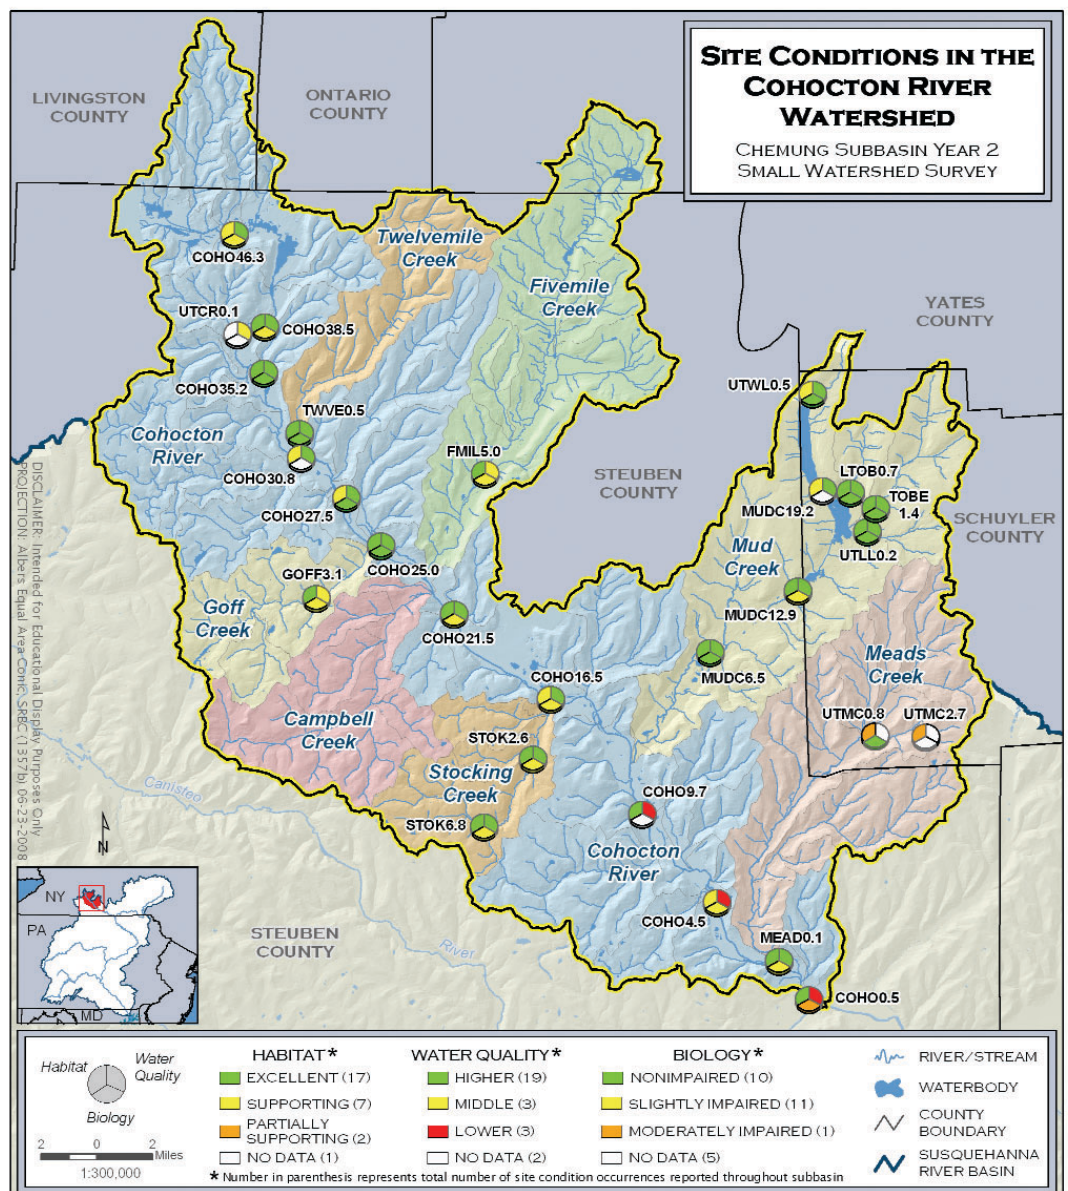 SITE CONDITIONS IN THE
COHOCTON RIVER
WATERSHED
CHEMUNG SUBBASIN YEAR 2
SMALL WATERSHED SURVEY
LIVINGSTON
COUNTY
ONTARIO
COUNTY
Twelvemile
Creek
Fivemile
Creek
YATES
COUNTY
COHO46.3
UTCR0.1
COHO38.5
COHO35.2
UTWL0.5
TWVE0.5
Cohocton
River
COHO30.8
FMIL5.0
STEUBEN
COUNTY
LTOB0.7
TOBE
1.4
MUDC19.2
SCHUYLER
COUNTY
COHO27.5
UTLL0.2
Mud
Creek
COHO25.0
GOFF3.1
Goff
Creek
MUDC12.9
COHO21.5
Meads
Creek
MUDC6.5
COHO16.5
Campbell
Creek
UTMC0.8
UTMC2.7
STOK2.6
Stocking
Creek
Canisteo
COHO9.7
STOK6.8
Cohocton
River
COHO4.5
STEUBEN
COUNTY
River
MEAD0.1
COHO0.5
DISCLAIMER: Intended for Educational Display Purposes Only
PROJECTION: Albers Equal Area Conic, SRBC (1357b) 06-23-2008
N
NY
PA
MD
Habitat
Water
Quality
Biology
2 0 2
Miles
1:300,000
HABITAT*
EXCELLENT (17)
SUPPORTING (7)
PARTIALLY
SUPPORTING (2)
NO DATA (1)
WATER QUALITY*
HIGHER (19)
MIDDLE (3)
LOWER (3)
NO DATA (2)
BIOLOGY*
NONIMPAIRED (10)
SLIGHTLY IMPAIRED (11)
MODERATELY IMPAIRED (1)
NO DATA (5)
* Number in parenthesis represents total number of site condition occurrences reported throughout subbasin
RIVER/STREAM
WATERBODY
COUNTY
BOUNDARY
SUSQUEHANNA
RIVER BASIN